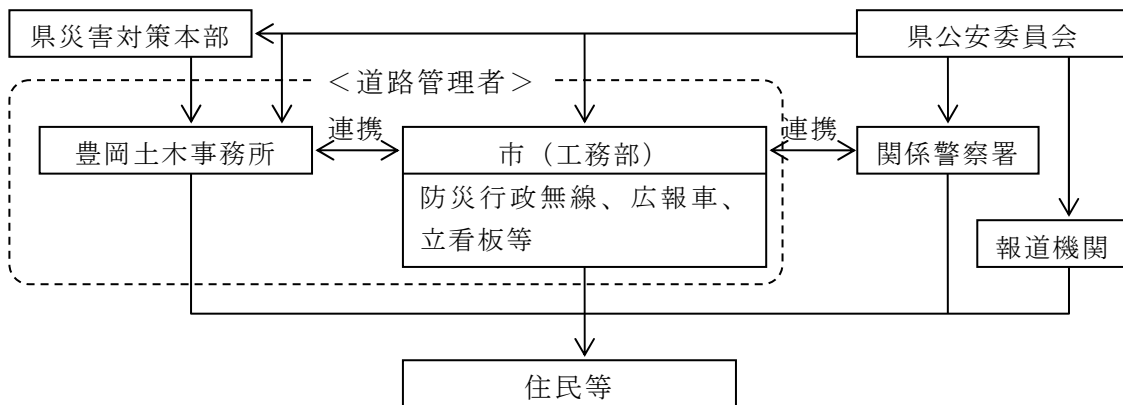 県災害対策本部
県公安委員会
＜道路管理者＞
連携
連携
豊岡土木事務所
市（工務部）
関係警察署
防災行政無線、広報車、
立看板等
報道機関
住民等